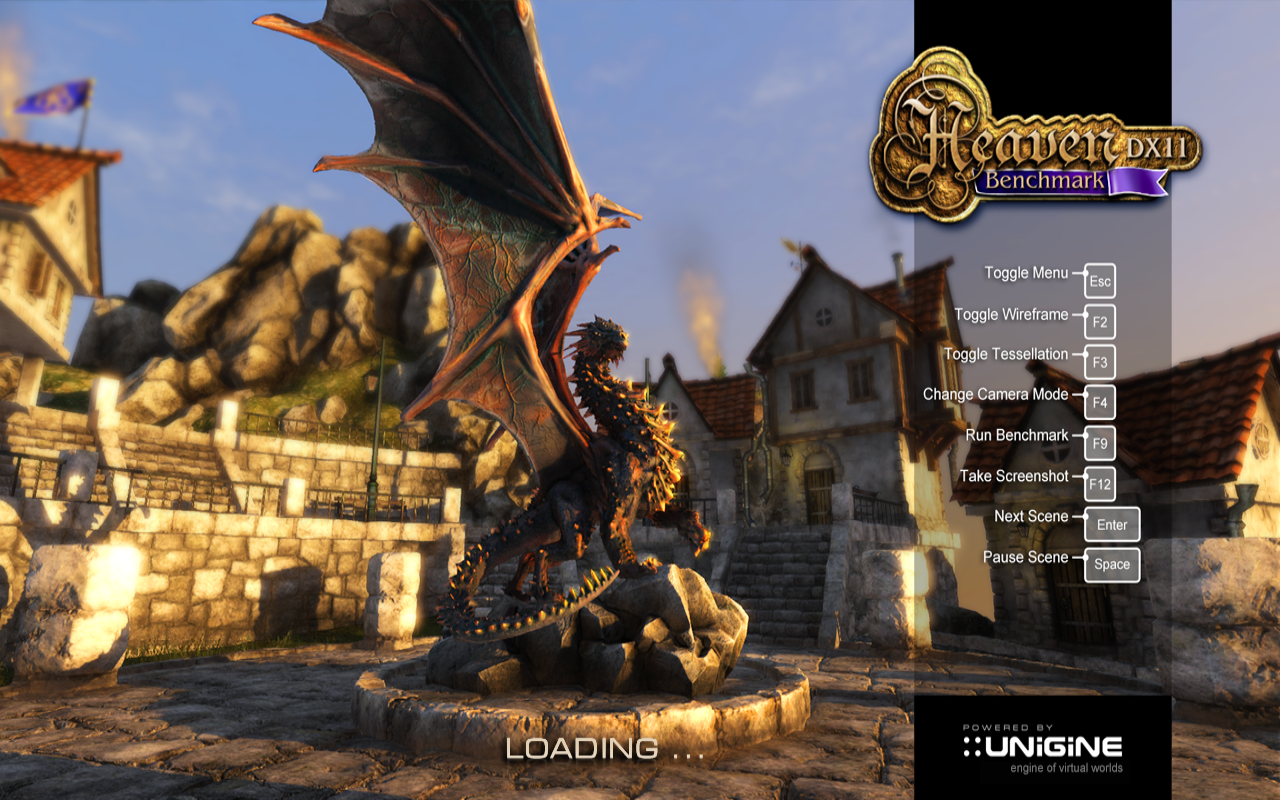 Heaven DX11
Benchmark
Toggle Menu Esc
Toggle Wireframe F2
Toggle Tessellation F3
Change Camera Mode F4
Run Benchmark F9
Take Screenshot F12
Next Scene Enter
Pause Scene Space
POWERED BY
UNiGiNE
engine of virtual worlds
LOADING ...